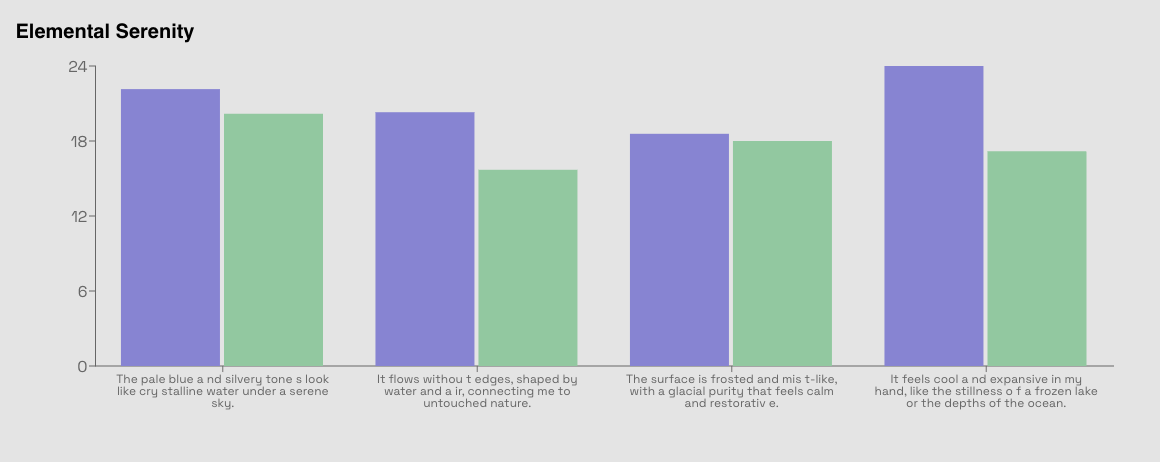 Elemental Serenity
24
18
12
6
0
The pale blue a nd silvery tone s look
like cry stalline water under a serene
sky.
It flows withou t edges, shaped by
water and a ir, connecting me to
untouched nature.
The surface is frosted and mis t-like,
with a glacial purity that feels calm
and restorativ e.
It feels cool a nd expansive in my
hand, like the stillness o f a frozen lake
or the depths of the ocean.